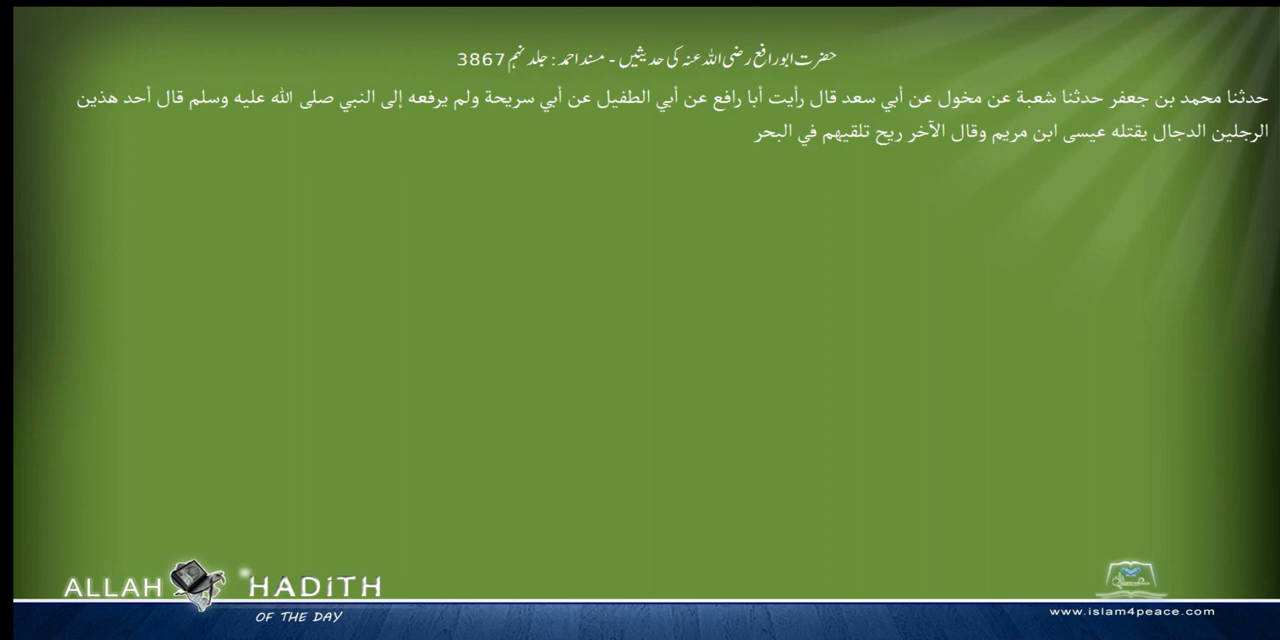 حضرت ابورافع رضی اللہ عنہ کی حدیثیں - مسند احمد : جلد نہم 3867
حدثنا محمد بن جعفر حدثنا شعبة عن مخول عن أبي سعد قال رأيت أبا رافع عن أبي الطفيل عن أبي سريحة ولم يرفعه إلى النبي صلى الله عليه وسلم قال أحد هذين
الرجلين الدجال يقتله عيسى ابن مريم وقال الآخر ريح تلقيهم في البحر
ALLAH HADITH
OF THE DAY
www.islam4peace.com